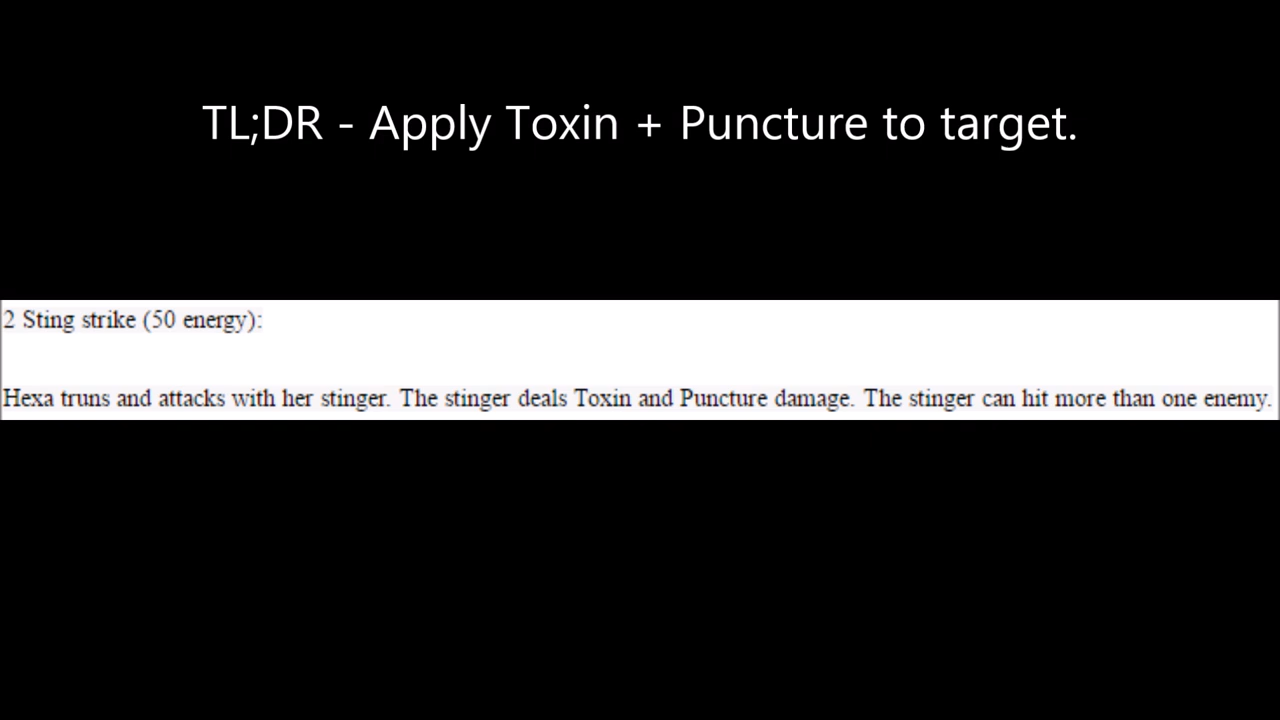 TL;DR - Apply Toxin + Puncture to target.
2 Sting strike (50 energy):
Hexa truns and attacks with her stinger. The stinger deals Toxin and Puncture damage. The stinger can hit more than one enemy.